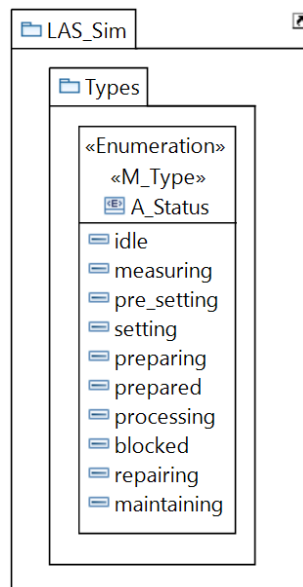 LAS_Sim
Types
«Enumeration»
«M_Type»
A_Status
idle
measuring
pre_setting
setting
preparing
prepared
processing
blocked
repairing
maintaining